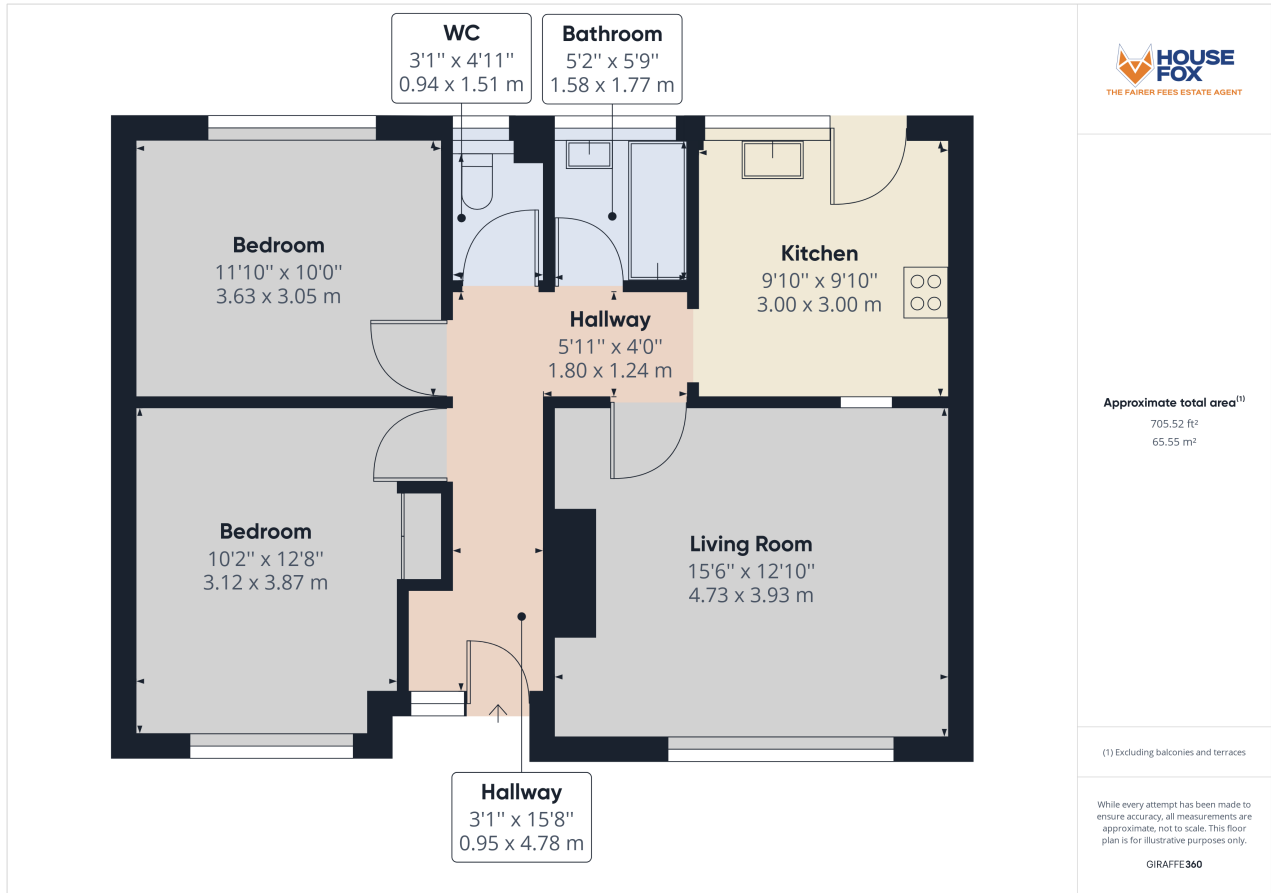 WC
3'1'' x 4'11''
0.94 x 1.51 m
Bathroom
5'2'' x 5'9''
1.58 x 1.77 m
Bedroom
11'10'' x 10'0''
3.63 x 3.05 m
Kitchen
9'10'' x 9'10''
3.00 x 3.00 m
Hallway
5'11'' x 4'0''
1.80 x 1.24 m
Bedroom
10'2'' x 12'8''
3.12 x 3.87 m
Living Room
15'6'' x 12'10''
4.73 x 3.93 m
Hallway
3'1'' x 15'8''
0.95 x 4.78 m
HOUSE
FOX
THE FAIRER FEES ESTATE AGENT
Approximate total area(1)
705.52 ft²
65.55 m²
(1) Excluding balconies and terraces
While every attempt has been made to
ensure accuracy, all measurements are
approximate, not to scale. This floor
plan is for illustrative purposes only.
GIRAFFE360